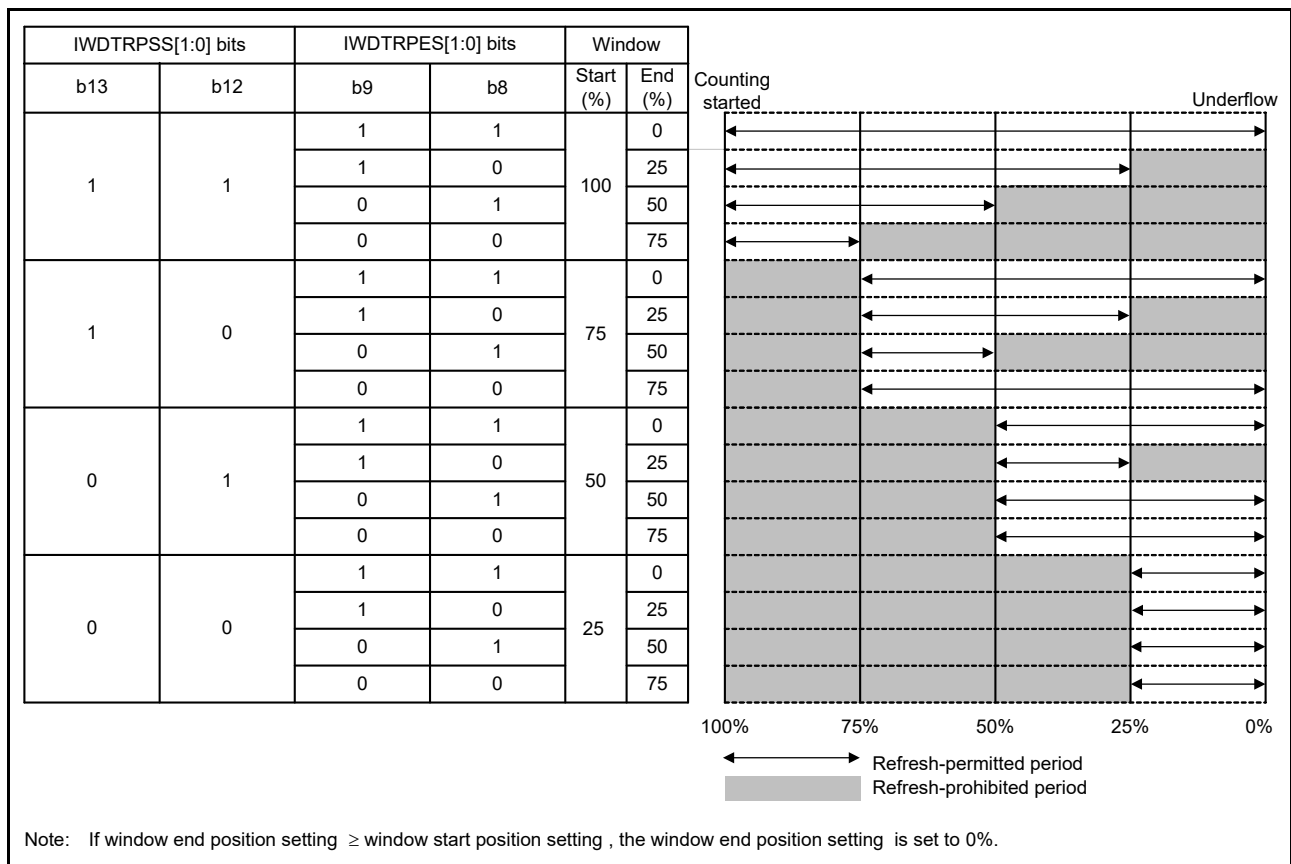 IWDTRPSS[1:0] bits IWDTRPES[1:0] bits Window
b13 b12 b9 b8 Start (%) End (%)
Counting started Underflow
1 1 100 1 1 0
1 0 25
0 1 50
0 0 75
1 0 75 1 1 0
1 0 25
0 1 50
0 0 75
0 1 50 1 1 0
1 0 25
0 1 50
0 0 75
0 0 25 1 1 0
1 0 25
0 1 50
0 0 75
100% 75% 50% 25% 0%
Refresh-permitted period
Refresh-prohibited period
Note: If window end position setting ≥ window start position setting , the window end position setting is set to 0%.